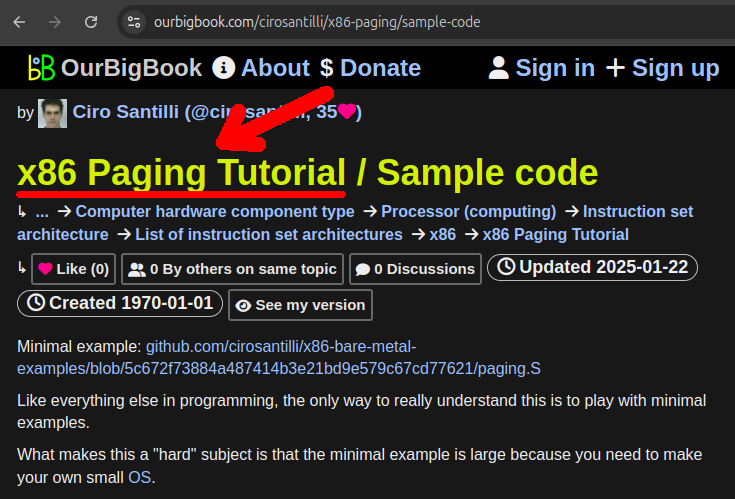 ourbigbook.com/cirosantilli/x86-paging/sample-code
OurBigBook About $ Donate Sign in Sign up
by Ciro Santilli (@cirosantilli, 35)
x86 Paging Tutorial / Sample code
↳ ... → Computer hardware component type → Processor (computing) → Instruction set
architecture → List of instruction set architectures → x86 → x86 Paging Tutorial
↳ Like (0) 0 By others on same topic 0 Discussions Updated 2025-01-22
Created 1970-01-01 See my version
Minimal example: github.com/cirosantilli/x86-bare-metal-
examples/blob/5c672f73884a487414b3e21bd9e579c67cd77621/paging.S
Like everything else in programming, the only way to really understand this is to play with minimal
examples.
What makes this a "hard" subject is that the minimal example is large because you need to make
your own small OS.